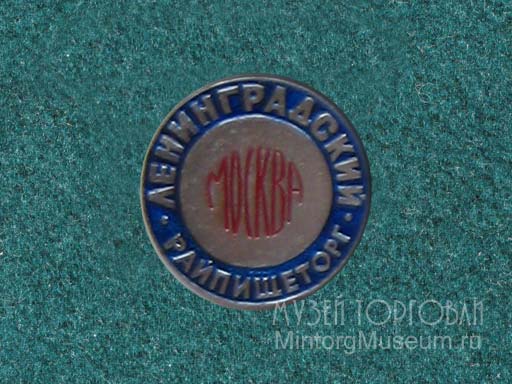 ЛЕНИНГРАДСКИЙ
МОСКВА
РАЙПИЩЕТОРГ
МУЗЕЙ ТОРГОВЛИ
MintorgMuseum.ru